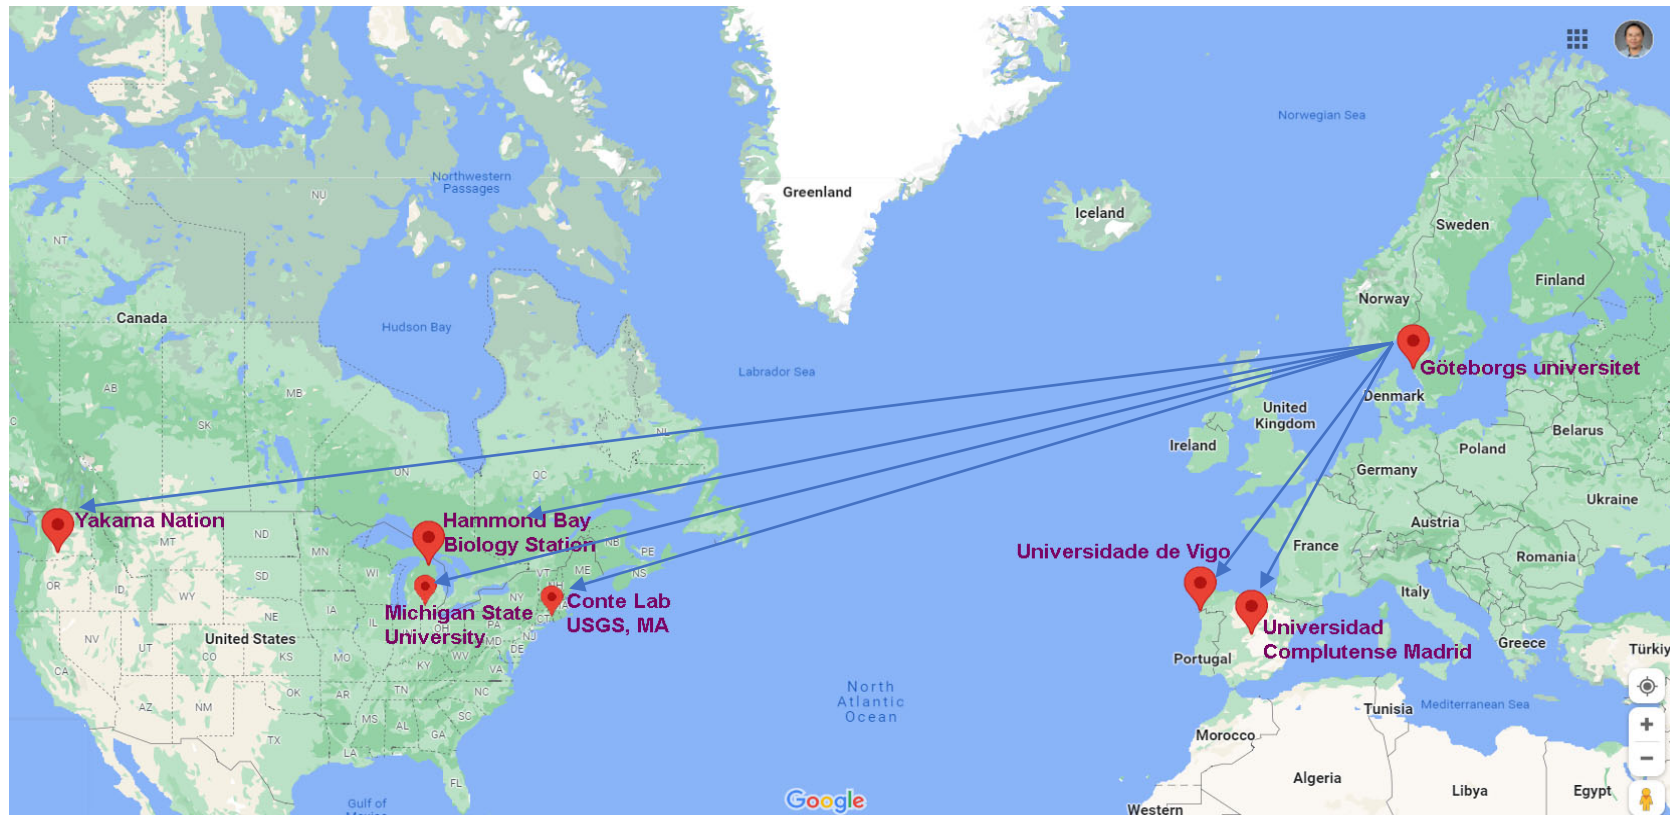 Norwegian Sea
Northwestern
Passages
NU
Greenland
Iceland
Sweden
NT
Finland
Norway
Canada
Hudson Bay
Labrador Sea
Göteborgs universitet
AB
MB
Denmark
United
Kingdom
SK
NL
Ireland
Belarus
Poland
Germany
ON
QC
Ukraine
Yakama Nation
Hammond Bay
Biology Station
Austria
ND
MT
MN
NB
PE
Universidade de Vigo
France
Romania
OR
ID
SD
WI
VT
NH
ME
NS
WY
NY
Italy
Conte Lab
USGS, MA
Michigan State
University
NE
IA
IL
OH
PA
CT
NJ
MD
DE
Universidad
Complutense Madrid
NV
UT
United States
CO
KS
MO
KY
WV
VA
Portugal
Greece
Türkiy
CA
OK
AR
TN
NC
North
Atlantic
Ocean
AZ
NM
MS
AL
SC
GA
Tunisia
Mediterranean Sea
TX
LA
Morocco
FL
Algeria
Libya
Egypt
Gulf of
Mexico
Google
Western